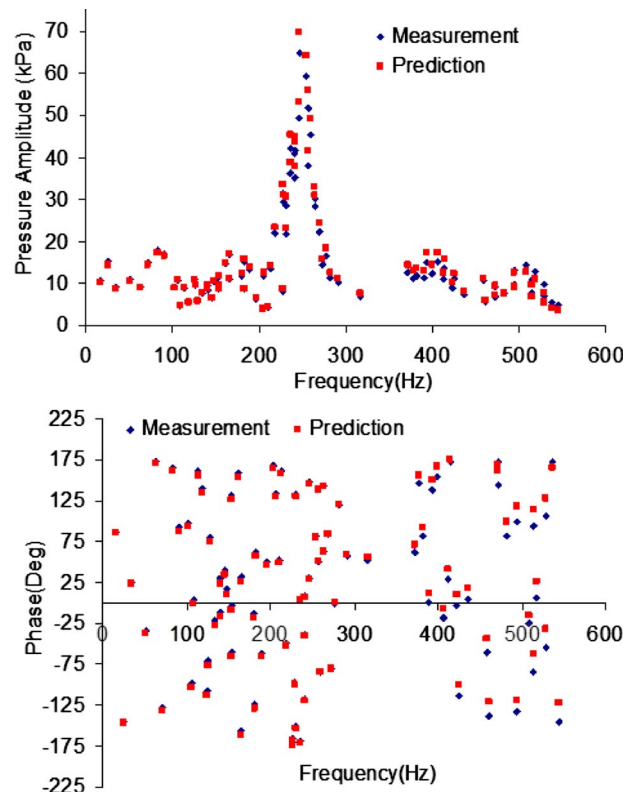 70
Measurement
60
Prediction
50
40
30
20
10
0
0 100 200 300 400 500 600
Pressure Amplitude (kPa)
Frequency(Hz)
225
Measurement Prediction
175
125
75
25
-25
0 100 200 300 400 500 600
-75
-125
-175
-225
Phase(Deg)
Frequency(Hz)